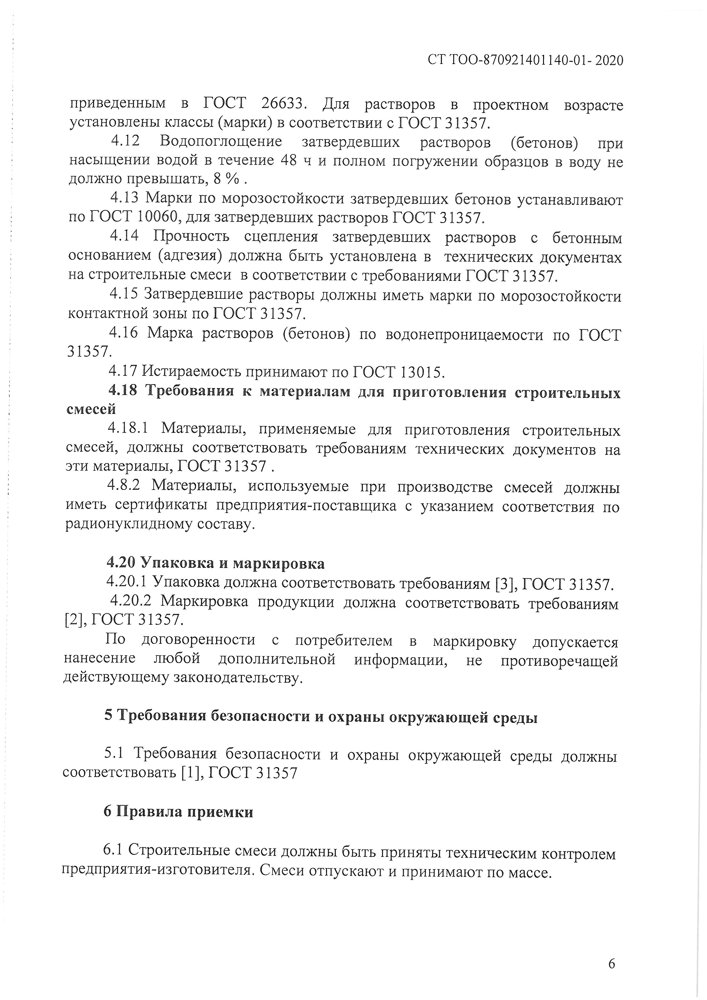 СТ ТОО-870921401140-01- 2020
приведенным в ГОСТ 26633. Для растворов в проектном возрасте
установлены классы (марки) в соответствии с ГОСТ 31357.
4.12 Водопоглощение затвердевших растворов (бетонов) при
насыщении водой в течение 48 ч и полном погружении образцов в воду не
должно превышать, 8 % .
4.13 Марки по морозостойкости затвердевших бетонов устанавливают
по ГОСТ 10060, для затвердевших растворов ГОСТ 31357.
4.14 Прочность сцепления затвердевших растворов с бетонным
основанием (адгезия) должна быть установлена в технических документах
на строительные смеси в соответствии с требованиями ГОСТ 31357.
4.15 Затвердевшие растворы должны иметь марки по морозостойкости
контактной зоны по ГОСТ 31357.
4.16 Марка растворов (бетонов) по водонепроницаемости по ГОСТ
31357.
4.17 Истираемость принимают по ГОСТ 13015.
4.18 Требования к материалам для приготовления строительных
смесей
4.18.1 Материалы, применяемые для приготовления строительных
смесей, должны соответствовать требованиям технических документов на
эти материалы, ГОСТ 31357 .
4.8.2 Материалы, используемые при производстве смесей должны
иметь сертификаты предприятия-поставщика с указанием соответствия по
радионуклидному составу.
4.20 Упаковка и маркировка
4.20.1 Упаковка должна соответствовать требованиям [3], ГОСТ 31357.
4.20.2 Маркировка продукции должна соответствовать требованиям
[2], ГОСТ 31357.
По договоренности с потребителем в маркировку допускается
нанесение любой дополнительной информации, не противоречащей
действующему законодательству.
5 Требования безопасности и охраны окружающей среды
5.1 Требования безопасности и охраны окружающей среды должны
соответствовать [1], ГОСТ 31357
6 Правила приемки
6.1 Строительные смеси должны быть приняты техническим контролем
предприятия-изготовителя. Смеси отпускают и принимают по массе.
6